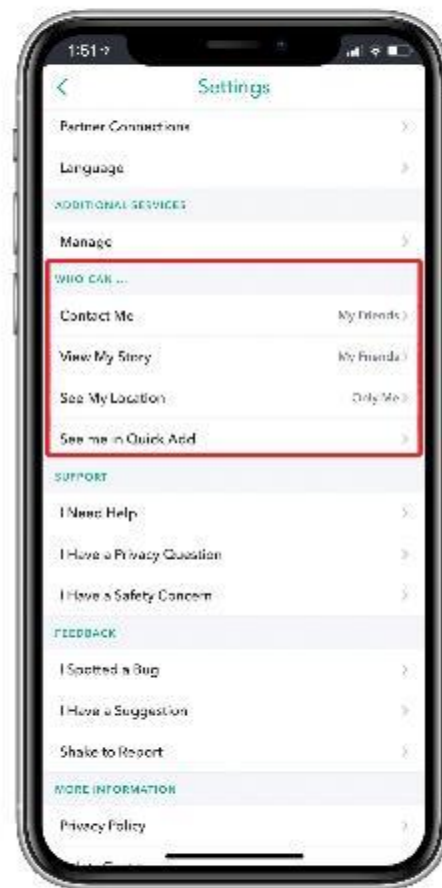 1:51
Settings
Partner Connections
Language
ADDITIONAL SERVICES
Manage
WHO CAN ...
Contact Me My Friends
View My Story My Friends
See My Location Only Me
See me in Quick Add
SUPPORT
I Need Help
I Have a Privacy Question
I Have a Safety Concern
FEEDBACK
I Spotted a Bug
I Have a Suggestion
Shake to Report
MORE INFORMATION
Privacy Policy